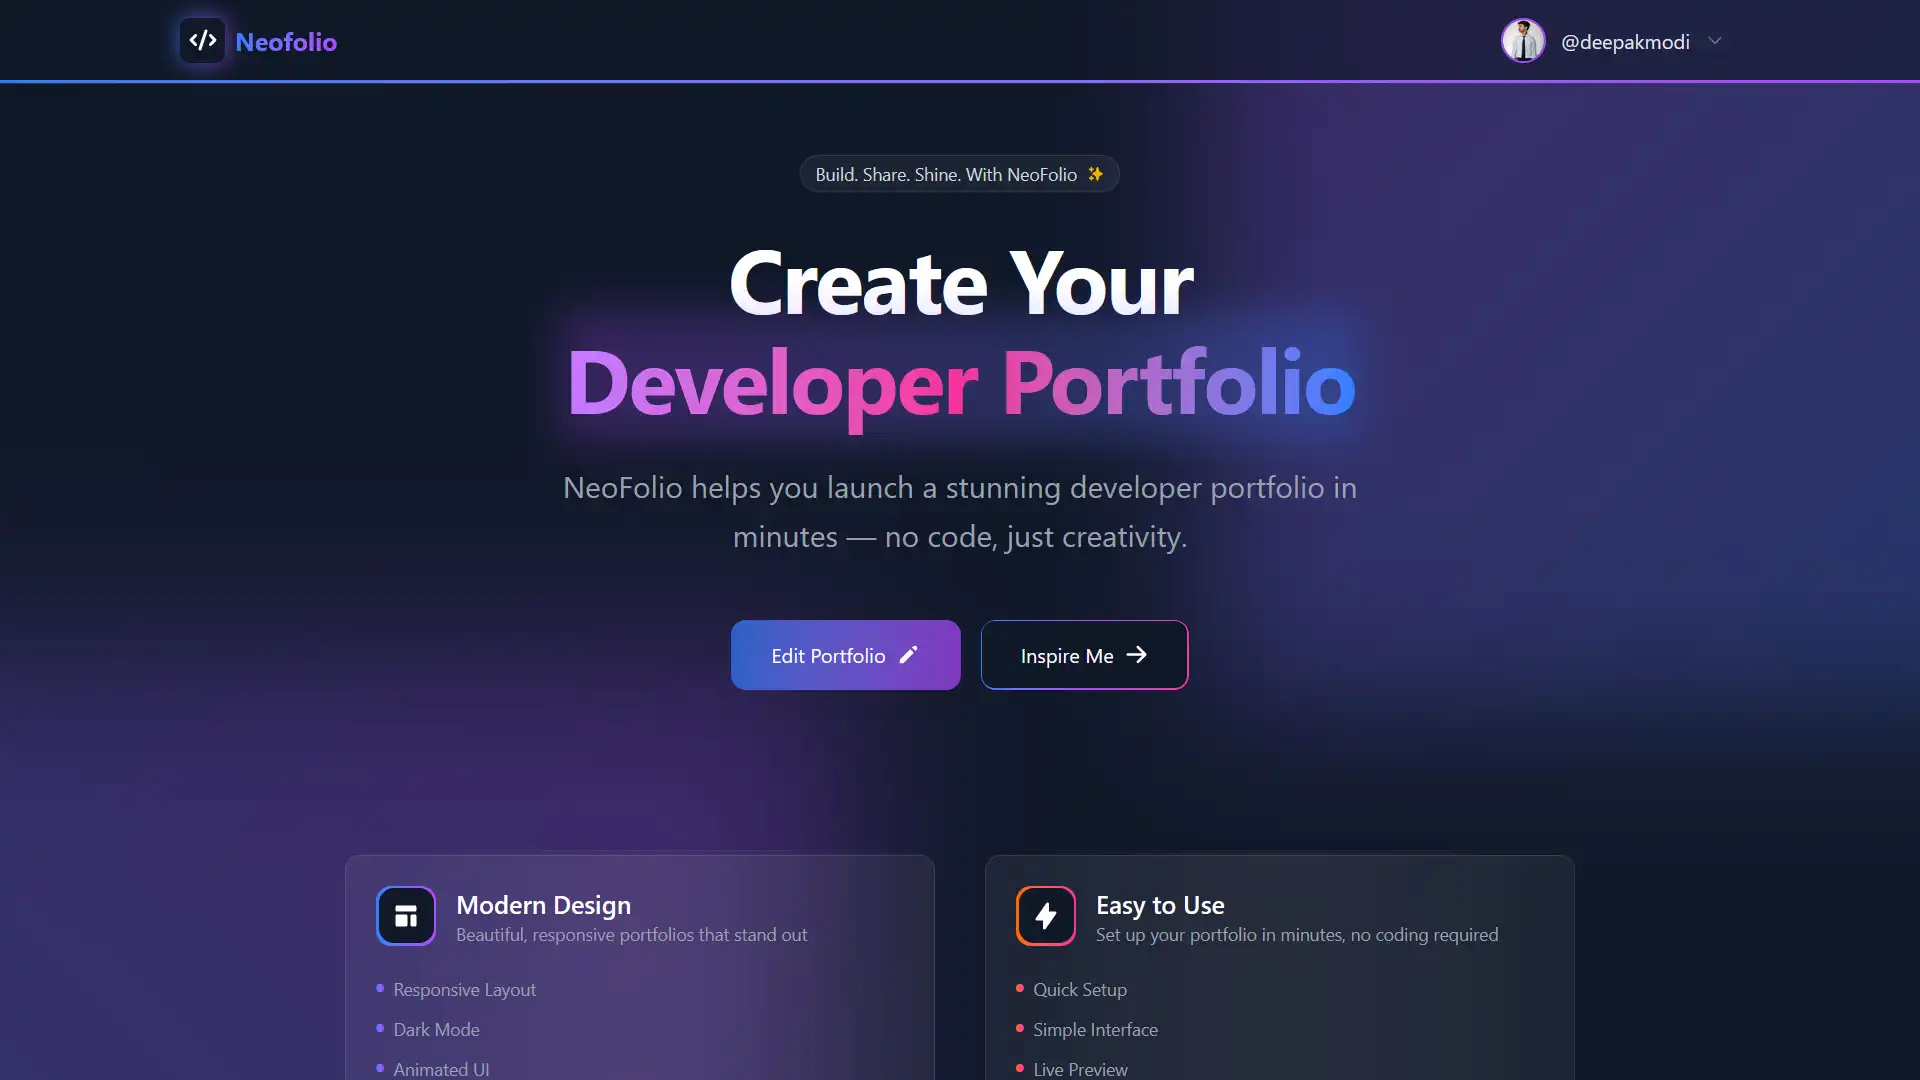 Neofolio
@deepakmodi
Build. Share. Shine. With NeoFolio ✨
Create Your
Developer Portfolio
NeoFolio helps you launch a stunning developer portfolio in
minutes — no code, just creativity.
Edit Portfolio
Inspire Me
Modern Design
Beautiful, responsive portfolios that stand out
Responsive Layout
Dark Mode
Animated UI
Easy to Use
Set up your portfolio in minutes, no coding required
Quick Setup
Simple Interface
Live Preview